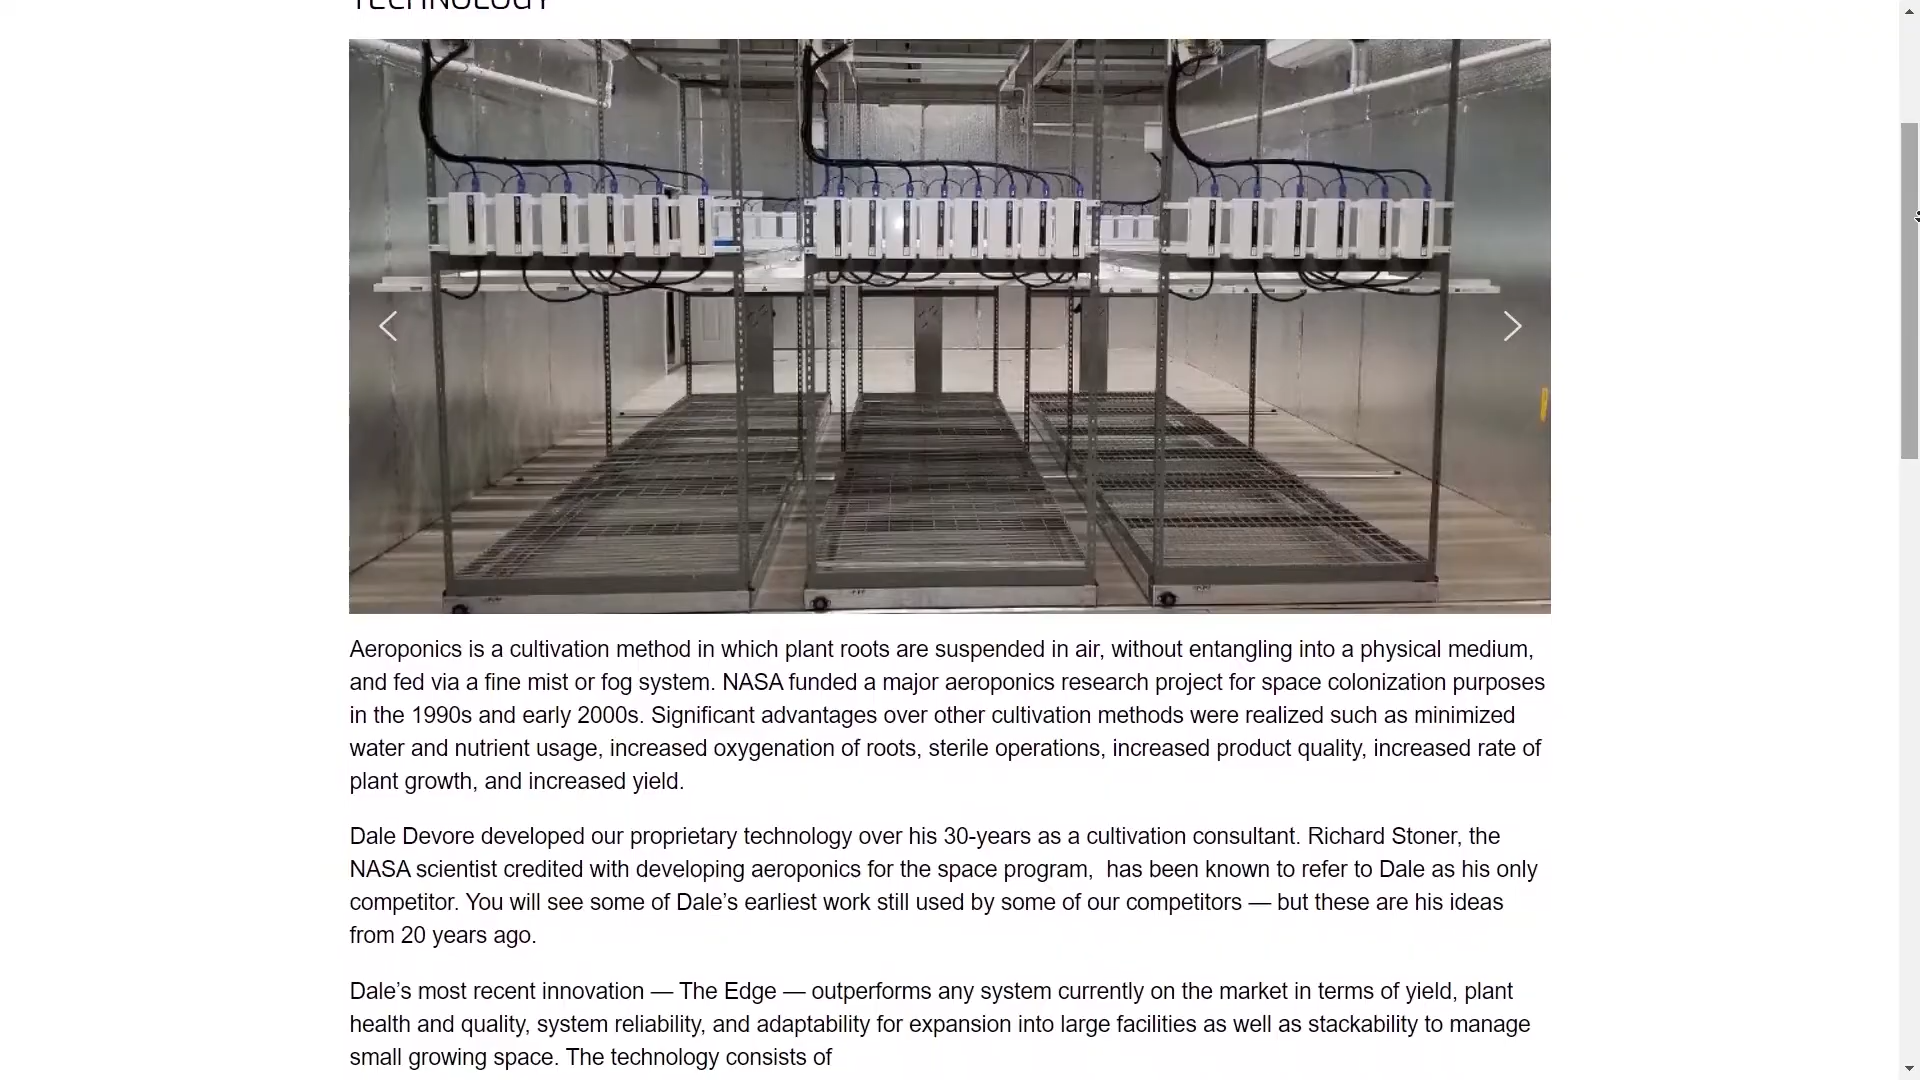 TECHNOLOGY
Aeroponics is a cultivation method in which plant roots are suspended in air, without entangling into a physical medium,
and fed via a fine mist or fog system. NASA funded a major aeroponics research project for space colonization purposes
in the 1990s and early 2000s. Significant advantages over other cultivation methods were realized such as minimized
water and nutrient usage, increased oxygenation of roots, sterile operations, increased product quality, increased rate of
plant growth, and increased yield.
Dale Devore developed our proprietary technology over his 30-years as a cultivation consultant. Richard Stoner, the
NASA scientist credited with developing aeroponics for the space program,  has been known to refer to Dale as his only
competitor. You will see some of Dale’s earliest work still used by some of our competitors — but these are his ideas
from 20 years ago.
Dale’s most recent innovation — The Edge — outperforms any system currently on the market in terms of yield, plant
health and quality, system reliability, and adaptability for expansion into large facilities as well as stackability to manage
small growing space. The technology consists of